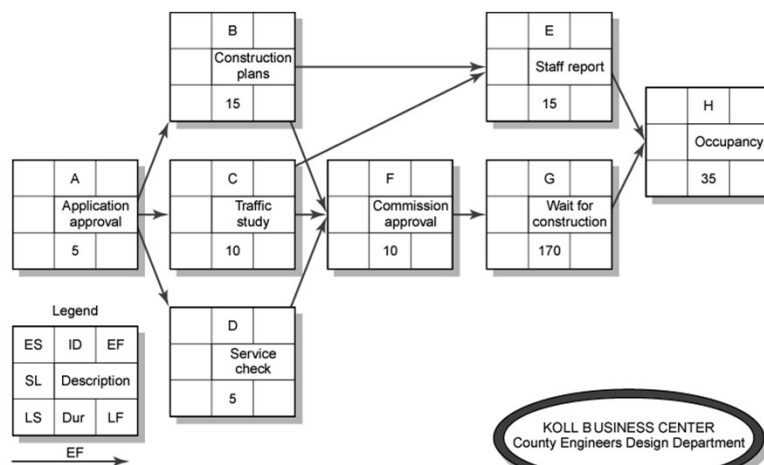 B
Construction
plans
15
E
Staff report
15
H
Occupancy
35
A
Application
approval
5
C
Traffic
study
10
F
Commission
approval
10
G
Wait for
construction
170
D
Service
check
5
Legend
ES ID EF
SL Description
LS Dur LF
EF
KOLL BUSINESS CENTER
County Engineers Design Department